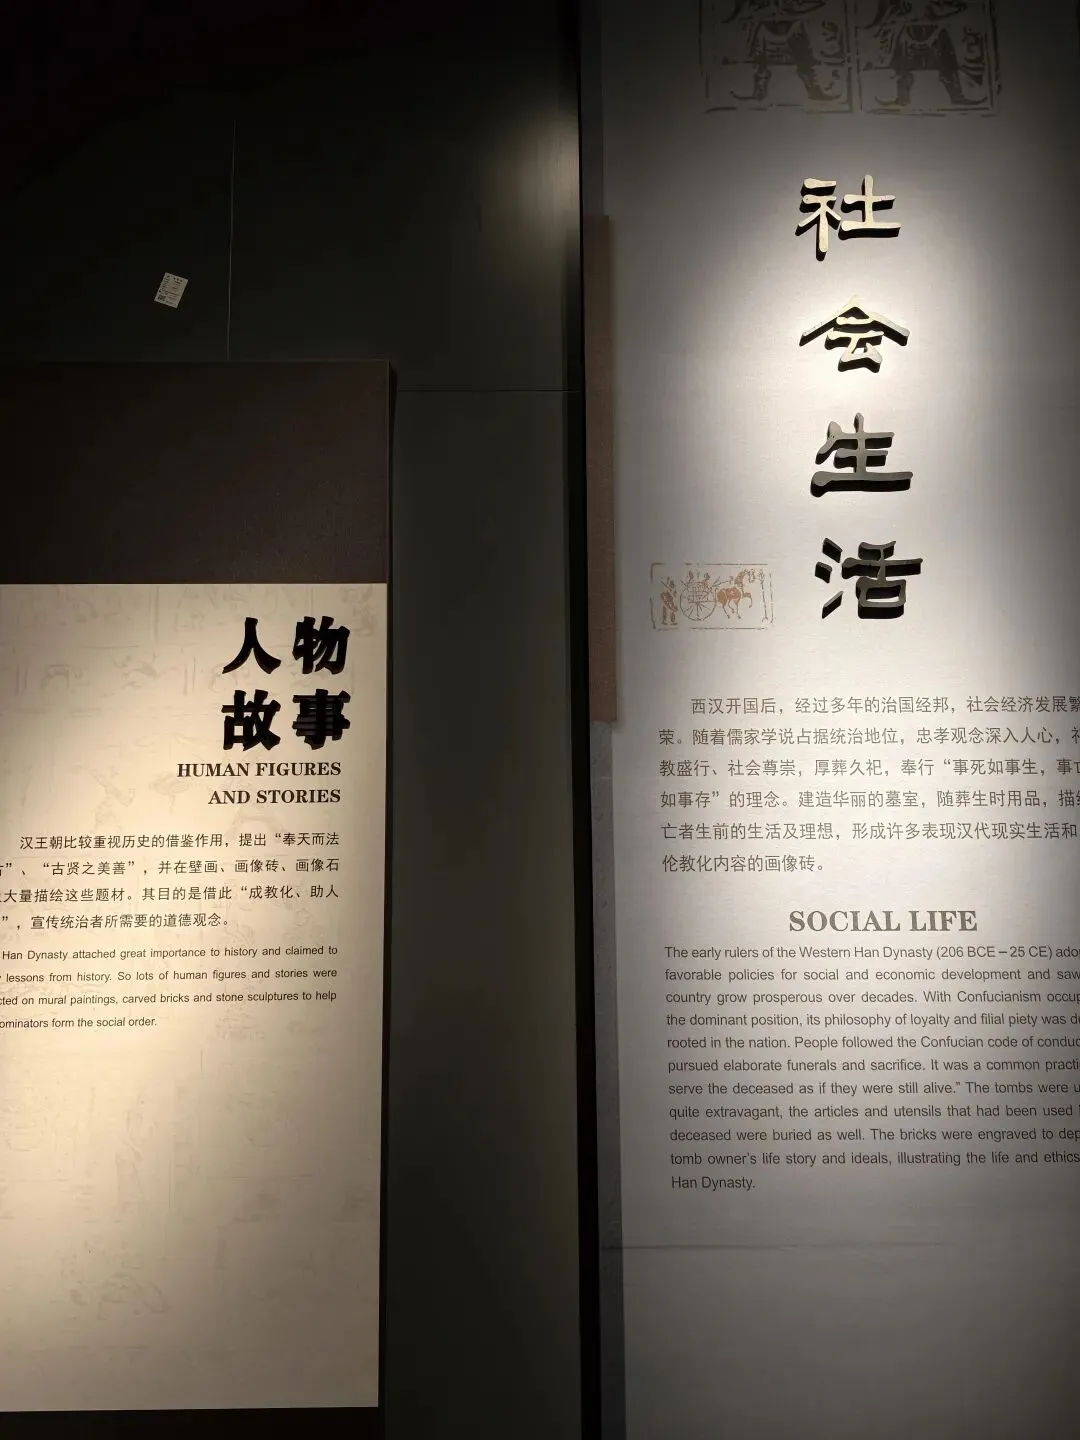 人物
故事
HUMAN FIGURES
AND STORIES
汉王朝比较重视历史的借鉴作用，提出“奉天而法
”、“古贤之美善”，并在壁画、画像砖、画像石
大量描绘这些题材。其目的是借此“成教化、助人
”，宣传统治者所需要的道德观念。
Han Dynasty attached great importance to history and claimed to
lessons from history. So lots of human figures and stories were
on mural paintings, carved bricks and stone sculptures to help
form the social order.
社会生活
西汉开国后，经过多年的治国经邦，社会经济发展繁
荣。随着儒家学说占据统治地位，忠孝观念深入人心，礼
教盛行、社会尊崇，厚葬久祀，奉行“事死如事生，事亡
如事存”的理念。建造华丽的墓室，随葬生时用品，描绘
亡者生前的生活及理想，形成许多表现汉代现实生活和
伦教化内容的画像砖。
SOCIAL LIFE
The early rulers of the Western Han Dynasty (206 BCE－25 CE)
favorable policies for social and economic development and saw
country grow prosperous over decades. With Confucianism
the dominant position, its philosophy of loyalty and filial piety was
rooted in the nation. People followed the Confucian code of
pursued elaborate funerals and sacrifice. It was a common
serve the deceased as if they were still alive.” The tombs were
quite extravagant, the articles and utensils that had been used
deceased were buried as well. The bricks were engraved to
tomb owner's life story and ideals, illustrating the life and ethics
Han Dynasty.